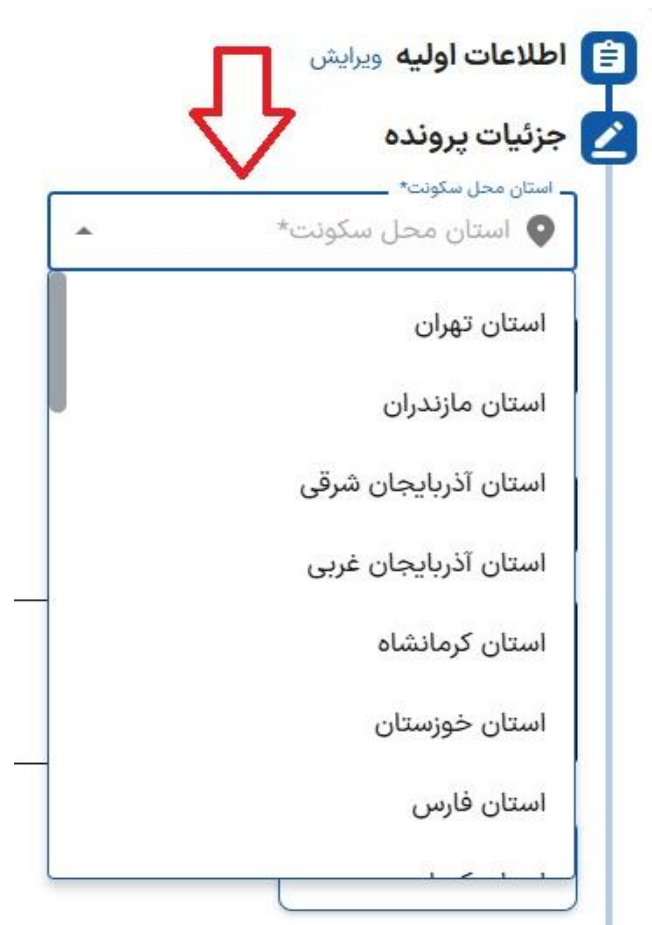 اطلاعات اولیه ویرایش
جزئیات پرونده
استان محل سکونت*
استان محل سکونت*
استان تهران
استان مازندران
استان آذربایجان شرقی
استان آذربایجان غربی
استان کرمانشاه
استان خوزستان
استان فارس